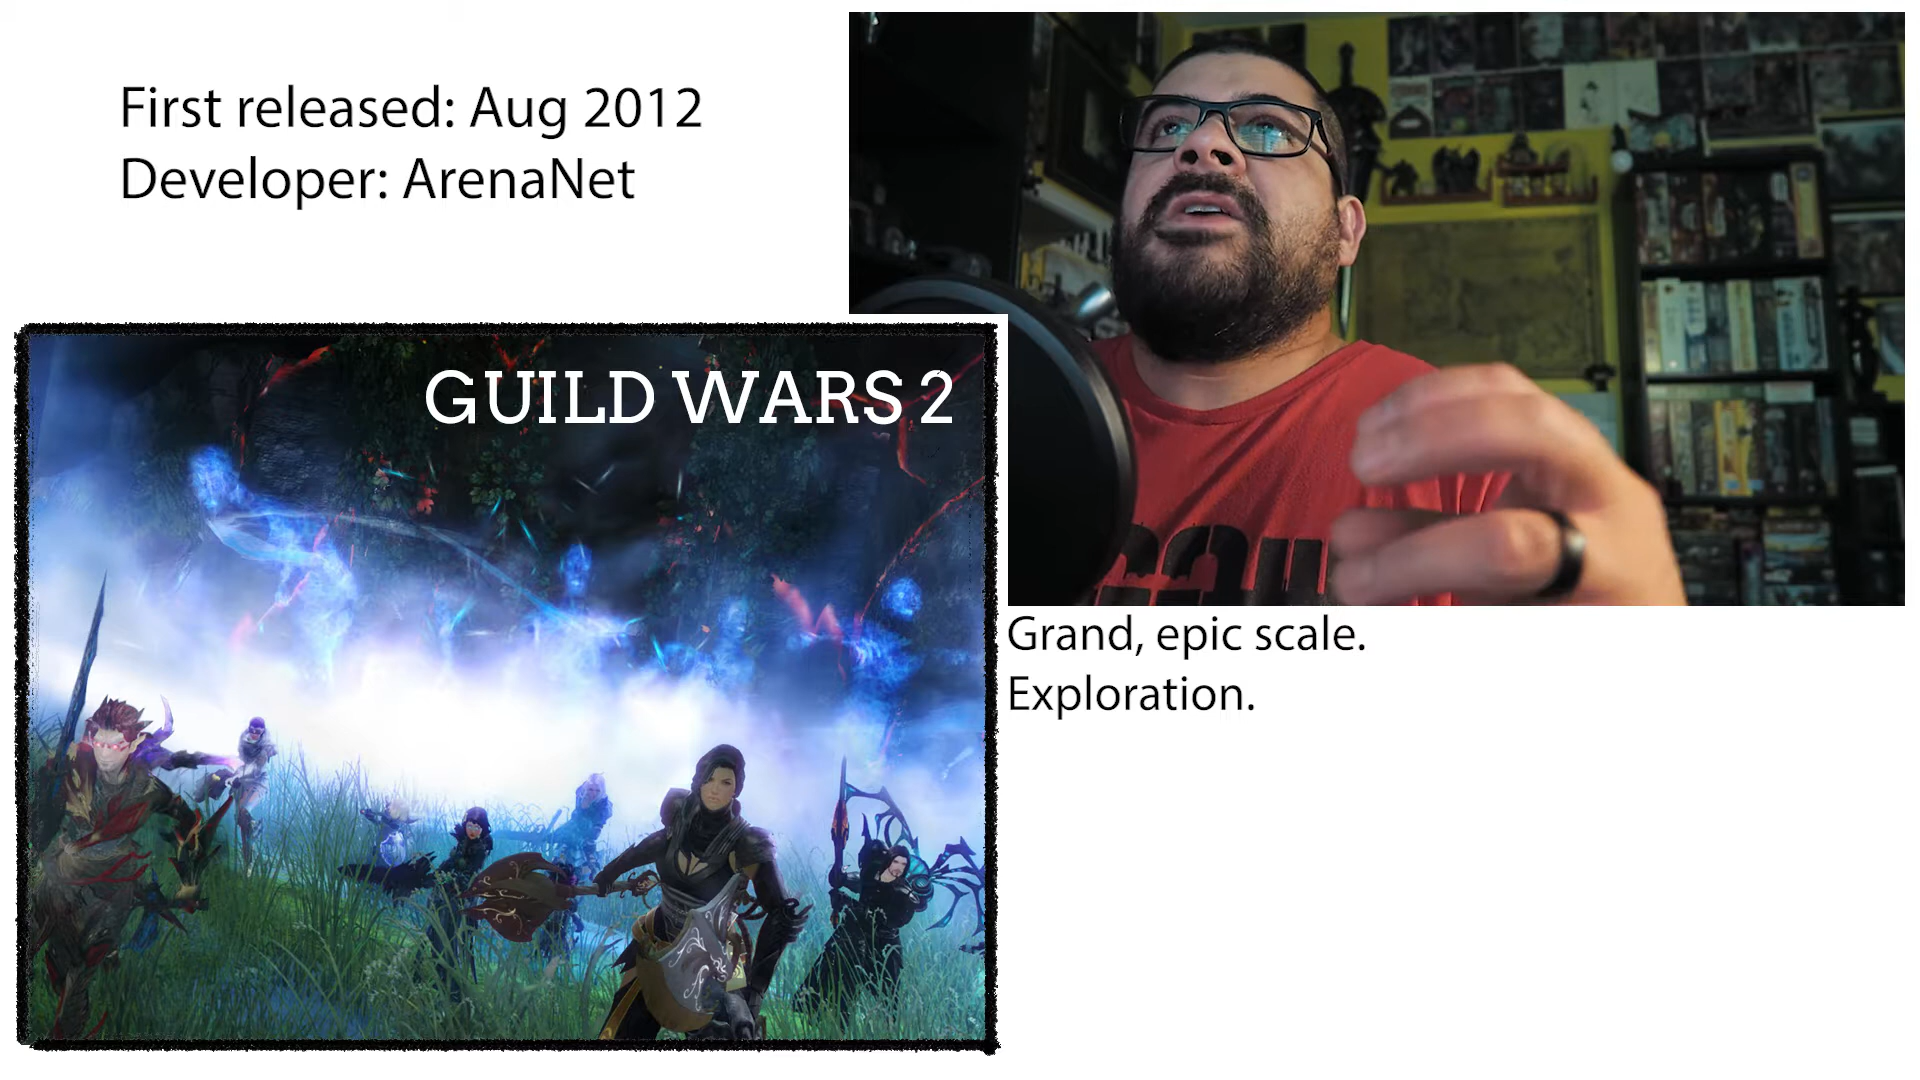 First released: Aug 2012
Developer: ArenaNet
GUILD WARS 2
Grand, epic scale.
Exploration.